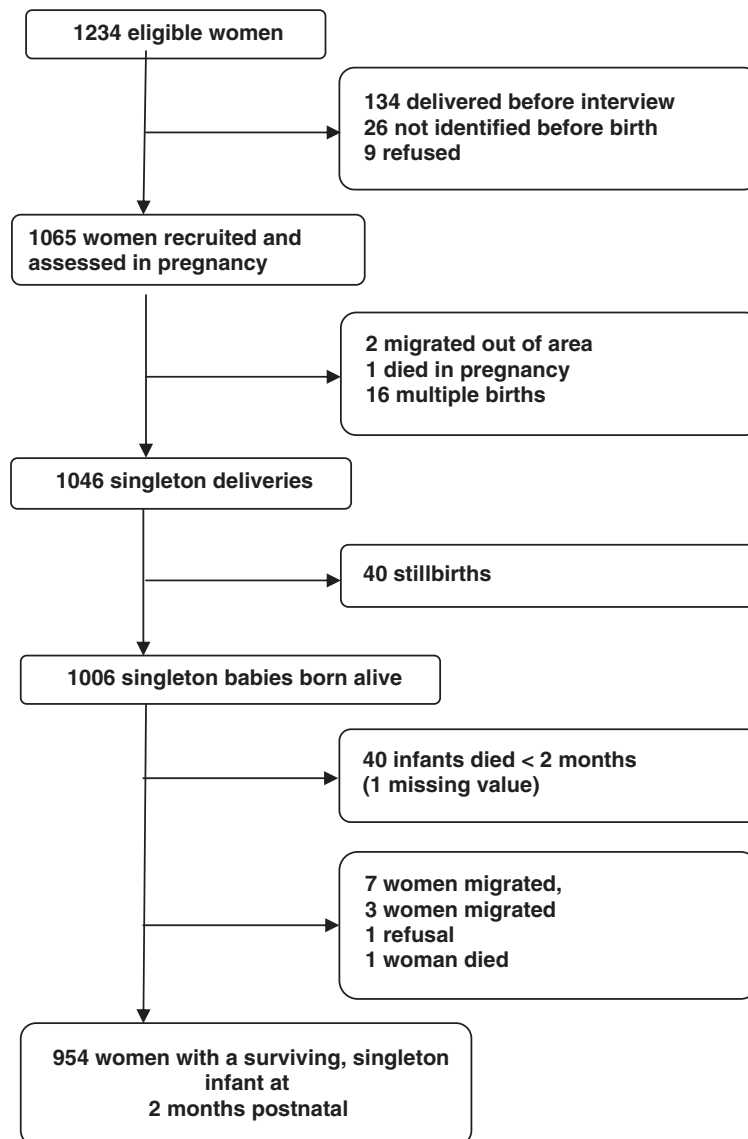 1234 eligible women
134 delivered before interview
26 not identified before birth
9 refused
1065 women recruited and
assessed in pregnancy
2 migrated out of area
1 died in pregnancy
16 multiple births
1046 singleton deliveries
40 stillbirths
1006 singleton babies born alive
40 infants died < 2 months
(1 missing value)
7 women migrated,
3 women migrated
1 refusal
1 woman died
954 women with a surviving, singleton
infant at
2 months postnatal